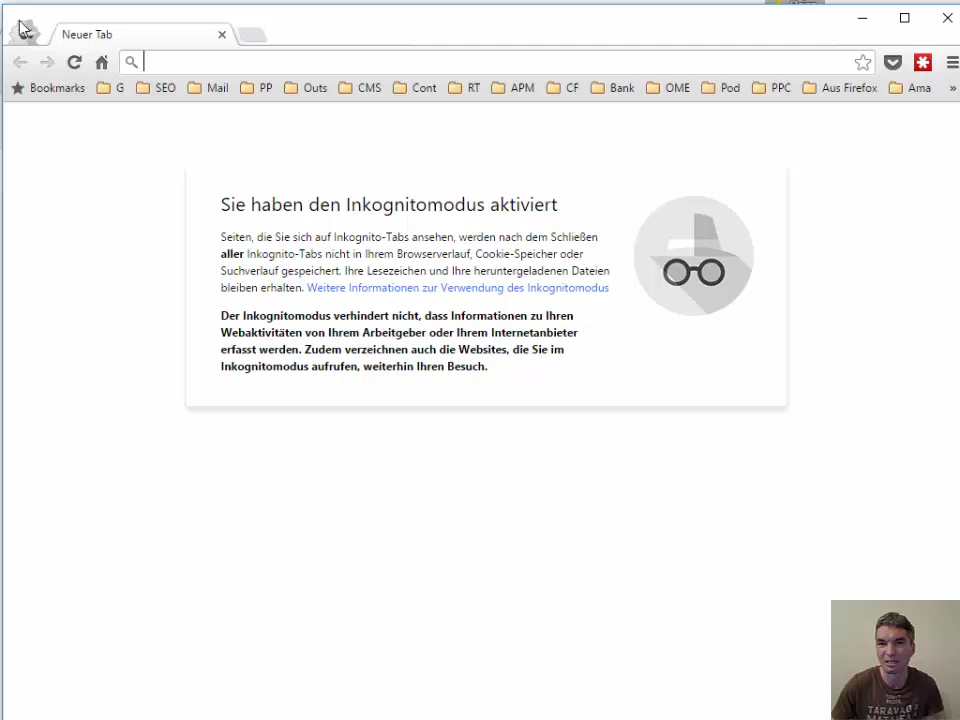 Neuer Tab
Bookmarks G SEO Mail PP Outs CMS Cont RT APM CF Bank OME Pod PPC Aus Firefox Ama »
Sie haben den Inkognitomodus aktiviert
Seiten, die Sie sich auf Inkognito-Tabs ansehen, werden nach dem Schließen
aller Inkognito-Tabs nicht in Ihrem Browserverlauf, Cookie-Speicher oder
Suchverlauf gespeichert. Ihre Lesezeichen und Ihre heruntergeladenen Dateien
bleiben erhalten. Weitere Informationen zur Verwendung des Inkognitomodus
Der Inkognitomodus verhindert nicht, dass Informationen zu Ihren
Webaktivitäten von Ihrem Arbeitgeber oder Ihrem Internetanbieter
erfasst werden. Zudem verzeichnen auch die Websites, die Sie im
Inkognitomodus aufrufen, weiterhin Ihren Besuch.